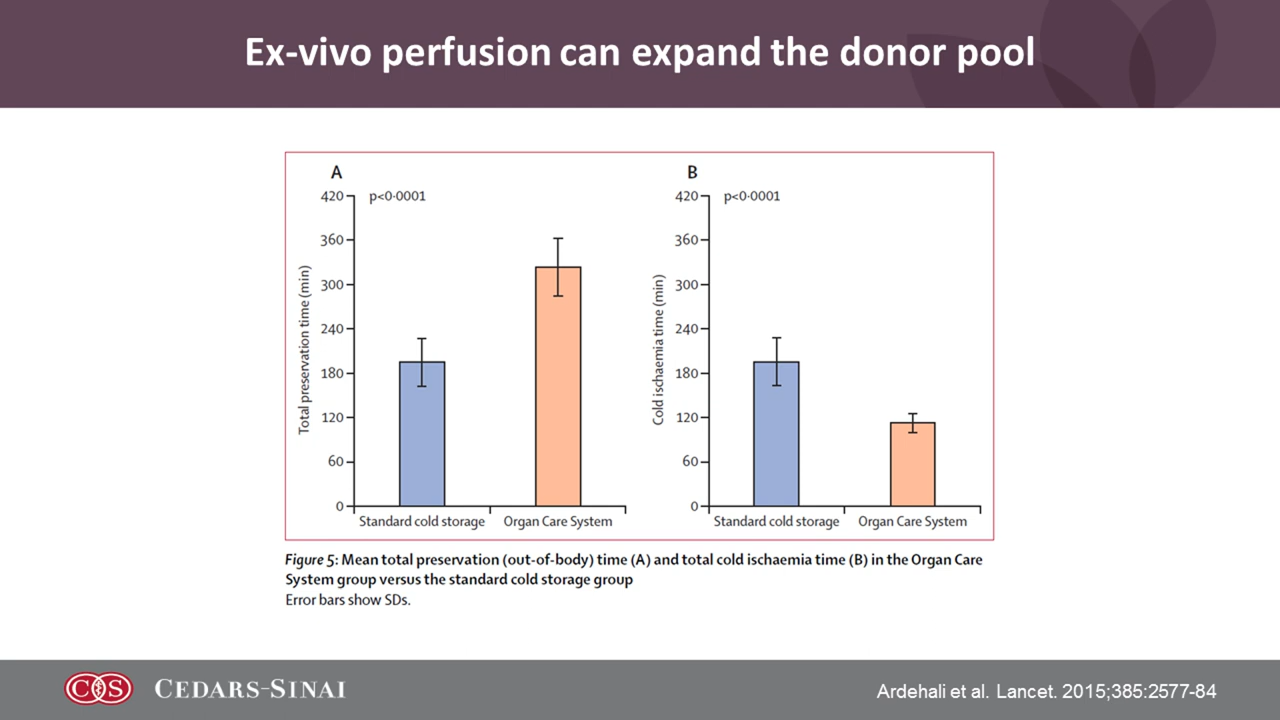 Ex-vivo perfusion can expand the donor pool
A
p<0·0001
Total preservation time (min)
420
360
300
240
180
120
60
0
Standard cold storage
Organ Care System
B
p<0·0001
Cold ischaemia time (min)
420
360
300
240
180
120
60
0
Standard cold storage
Organ Care System
Figure 5: Mean total preservation (out-of-body) time (A) and total cold ischaemia time (B) in the Organ Care
System group versus the standard cold storage group
Error bars show SDs.
CS
CEDARS-SINAI
Ardehali et al. Lancet. 2015;385:2577-84